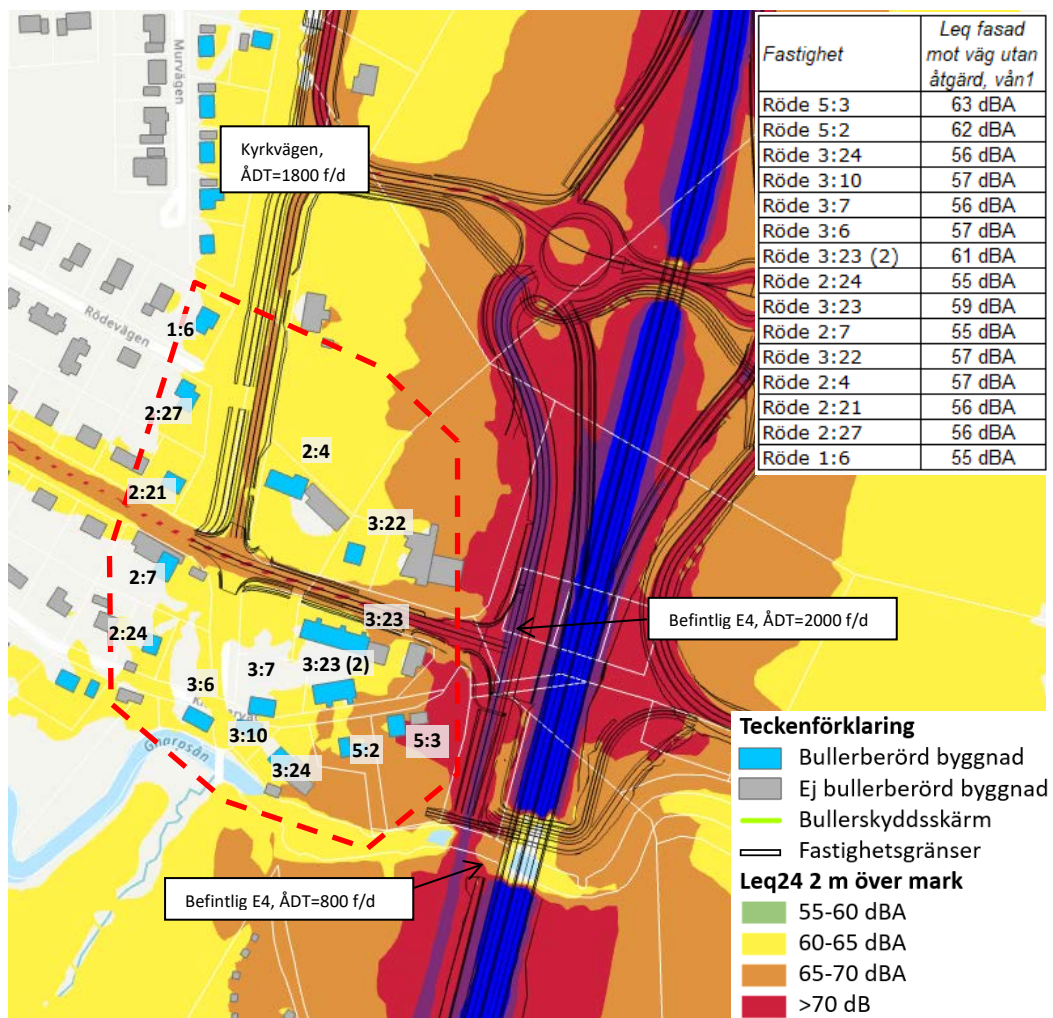 Murvägen
Kyrkvägen,
ÅDT=1800 f/d
Fastighet
Leq fasad
mot väg utan
åtgärd, vån1
Röde 5:3 63 dBA
Röde 5:2 62 dBA
Röde 3:24 56 dBA
Röde 3:10 57 dBA
Röde 3:7 56 dBA
Röde 3:6 57 dBA
Röde 3:23 (2) 61 dBA
Röde 2:24 55 dBA
Röde 3:23 59 dBA
Röde 2:7 55 dBA
Röde 3:22 57 dBA
Röde 2:4 57 dBA
Röde 2:21 56 dBA
Röde 2:27 56 dBA
Röde 1:6 55 dBA
Rödevägen
1:6
2:27
2:4
2:21
3:22
2:7
3:23
Befintlig E4, ÅDT=2000 f/d
2:24
3:7
3:23 (2)
3:6
3:10
5:2
5:3
Gnarpsån
3:24
Befintlig E4, ÅDT=800 f/d
Teckenförklaring
Bullerberörd byggnad
Ej bullerberörd byggnad
Bullerskyddsskärm
Fastighetsgränser
Leq24 2 m över mark
55-60 dBA
60-65 dBA
65-70 dBA
>70 dB